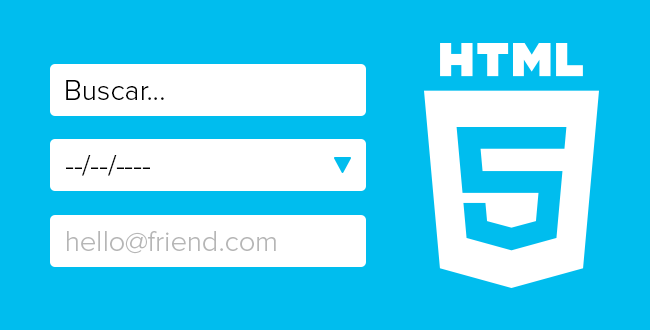 Buscar...
--/--/----
hello@friend.com
HTML
5